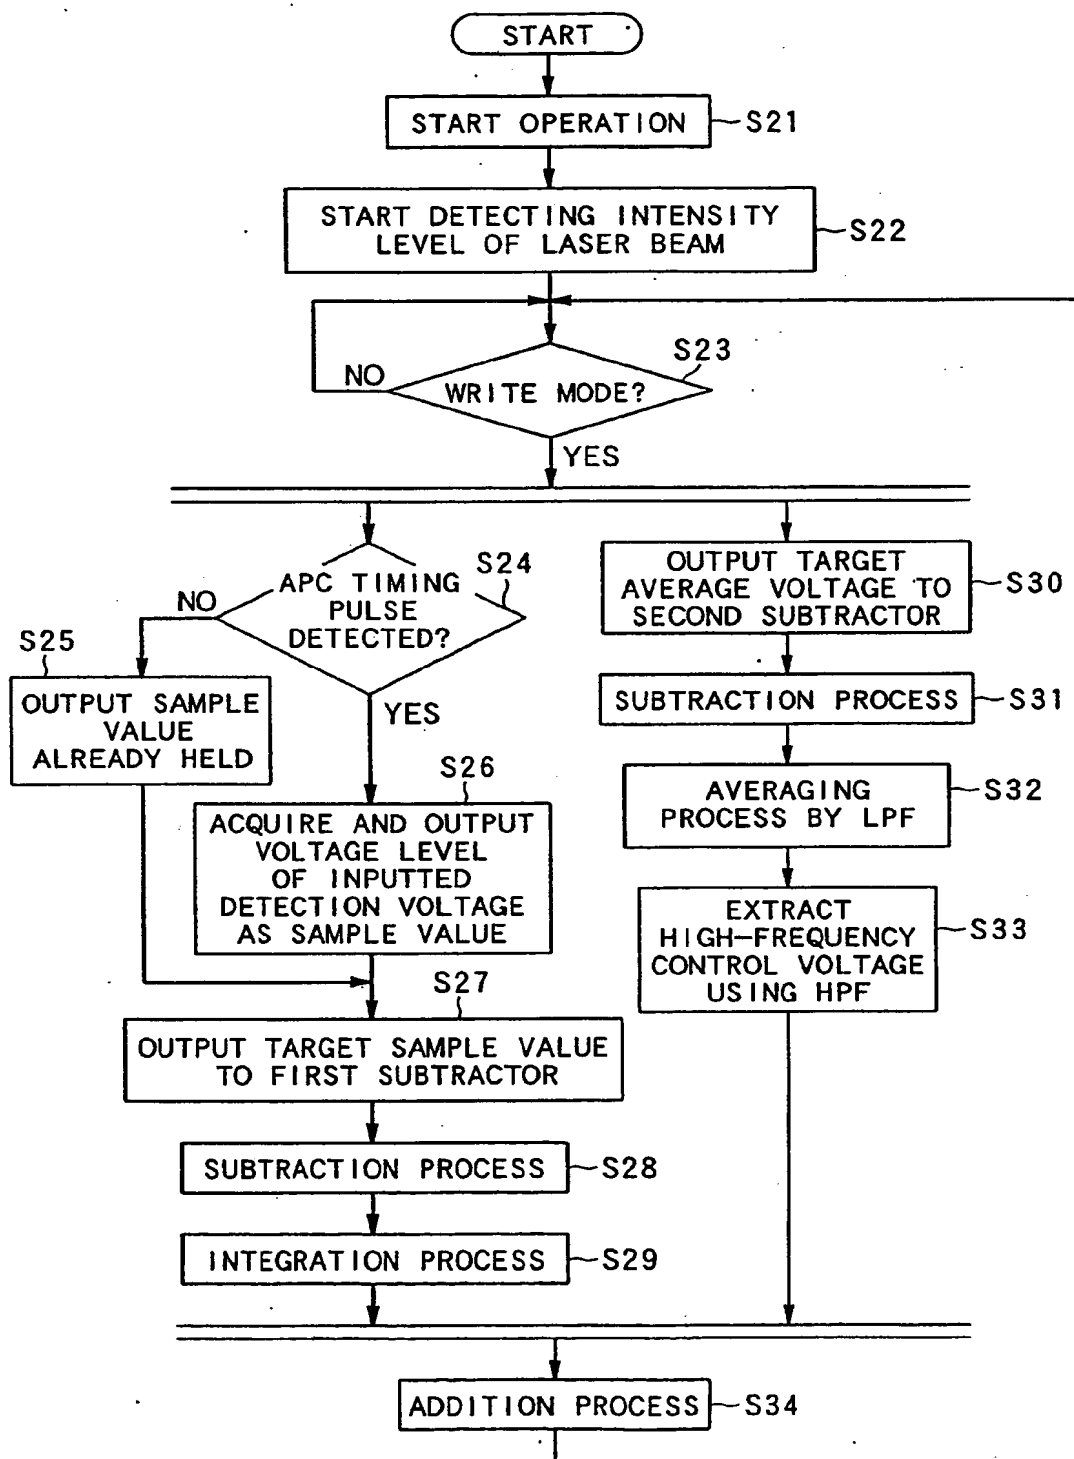 START
START OPERATION
S21
START DETECTING INTENSITY
LEVEL OF LASER BEAM
S22
S23
NO
WRITE MODE?
YES
S24
APC TIMING
PULSE
DETECTED?
NO
YES
S25
OUTPUT SAMPLE
VALUE
ALREADY HELD
S26
ACQUIRE AND OUTPUT
VOLTAGE LEVEL
OF INPUTTED
DETECTION VOLTAGE
AS SAMPLE VALUE
S27
OUTPUT TARGET SAMPLE VALUE
TO FIRST SUBTRACTOR
SUBTRACTION PROCESS
S28
INTEGRATION PROCESS
S29
OUTPUT TARGET
AVERAGE VOLTAGE TO
SECOND SUBTRACTOR
S30
SUBTRACTION PROCESS
S31
AVERAGING
PROCESS BY LPF
S32
EXTRACT
HIGH-FREQUENCY
CONTROL VOLTAGE
USING HPF
S33
ADDITION PROCESS
S34